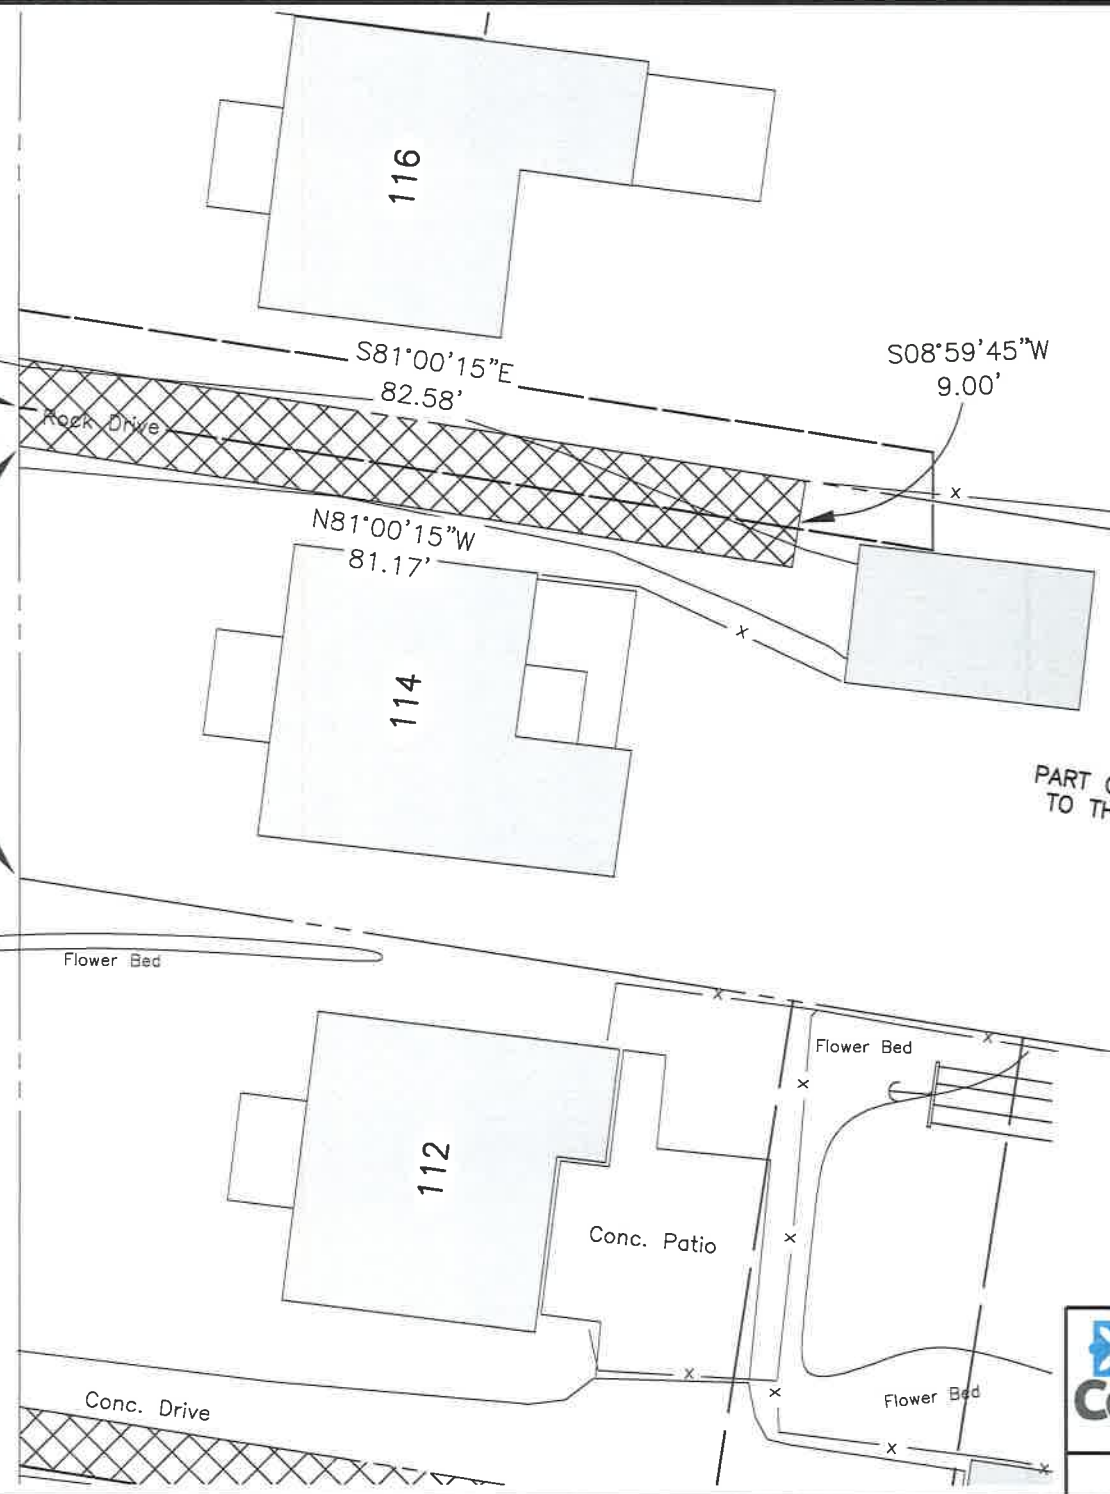 116
S81°00'15"E
82.58'
S08°59'45"W
9.00'
Rock Drive
x
N81°00'15"W
81.17'
x
114
PART
TO
Flower Bed
x
x
Flower Bed
x
112
Conc. Patio
x
x
x
Flower Bed
Conc. Drive
x
x